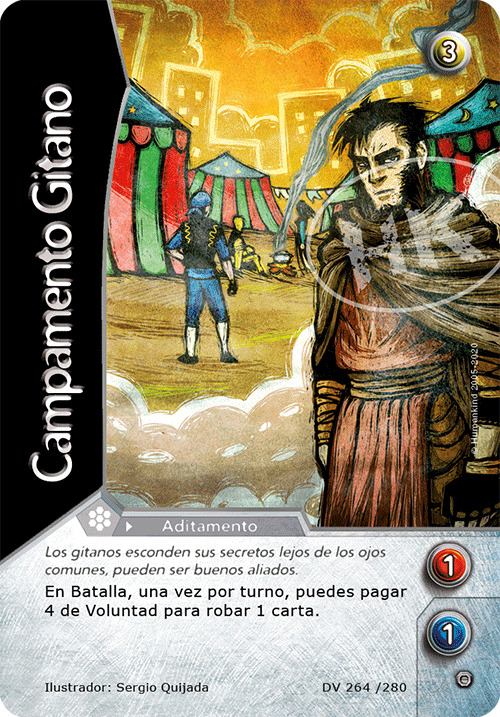 3
Campamento Gitano
HK
© Humankind 2005-2020
Aditamento
Los gitanos esconden sus secretos lejos de los ojos
comunes, pueden ser buenos aliados.
En Batalla, una vez por turno, puedes pagar
4 de Voluntad para robar 1 carta.
1
1
Ilustrador: Sergio Quijada
DV 264 /280